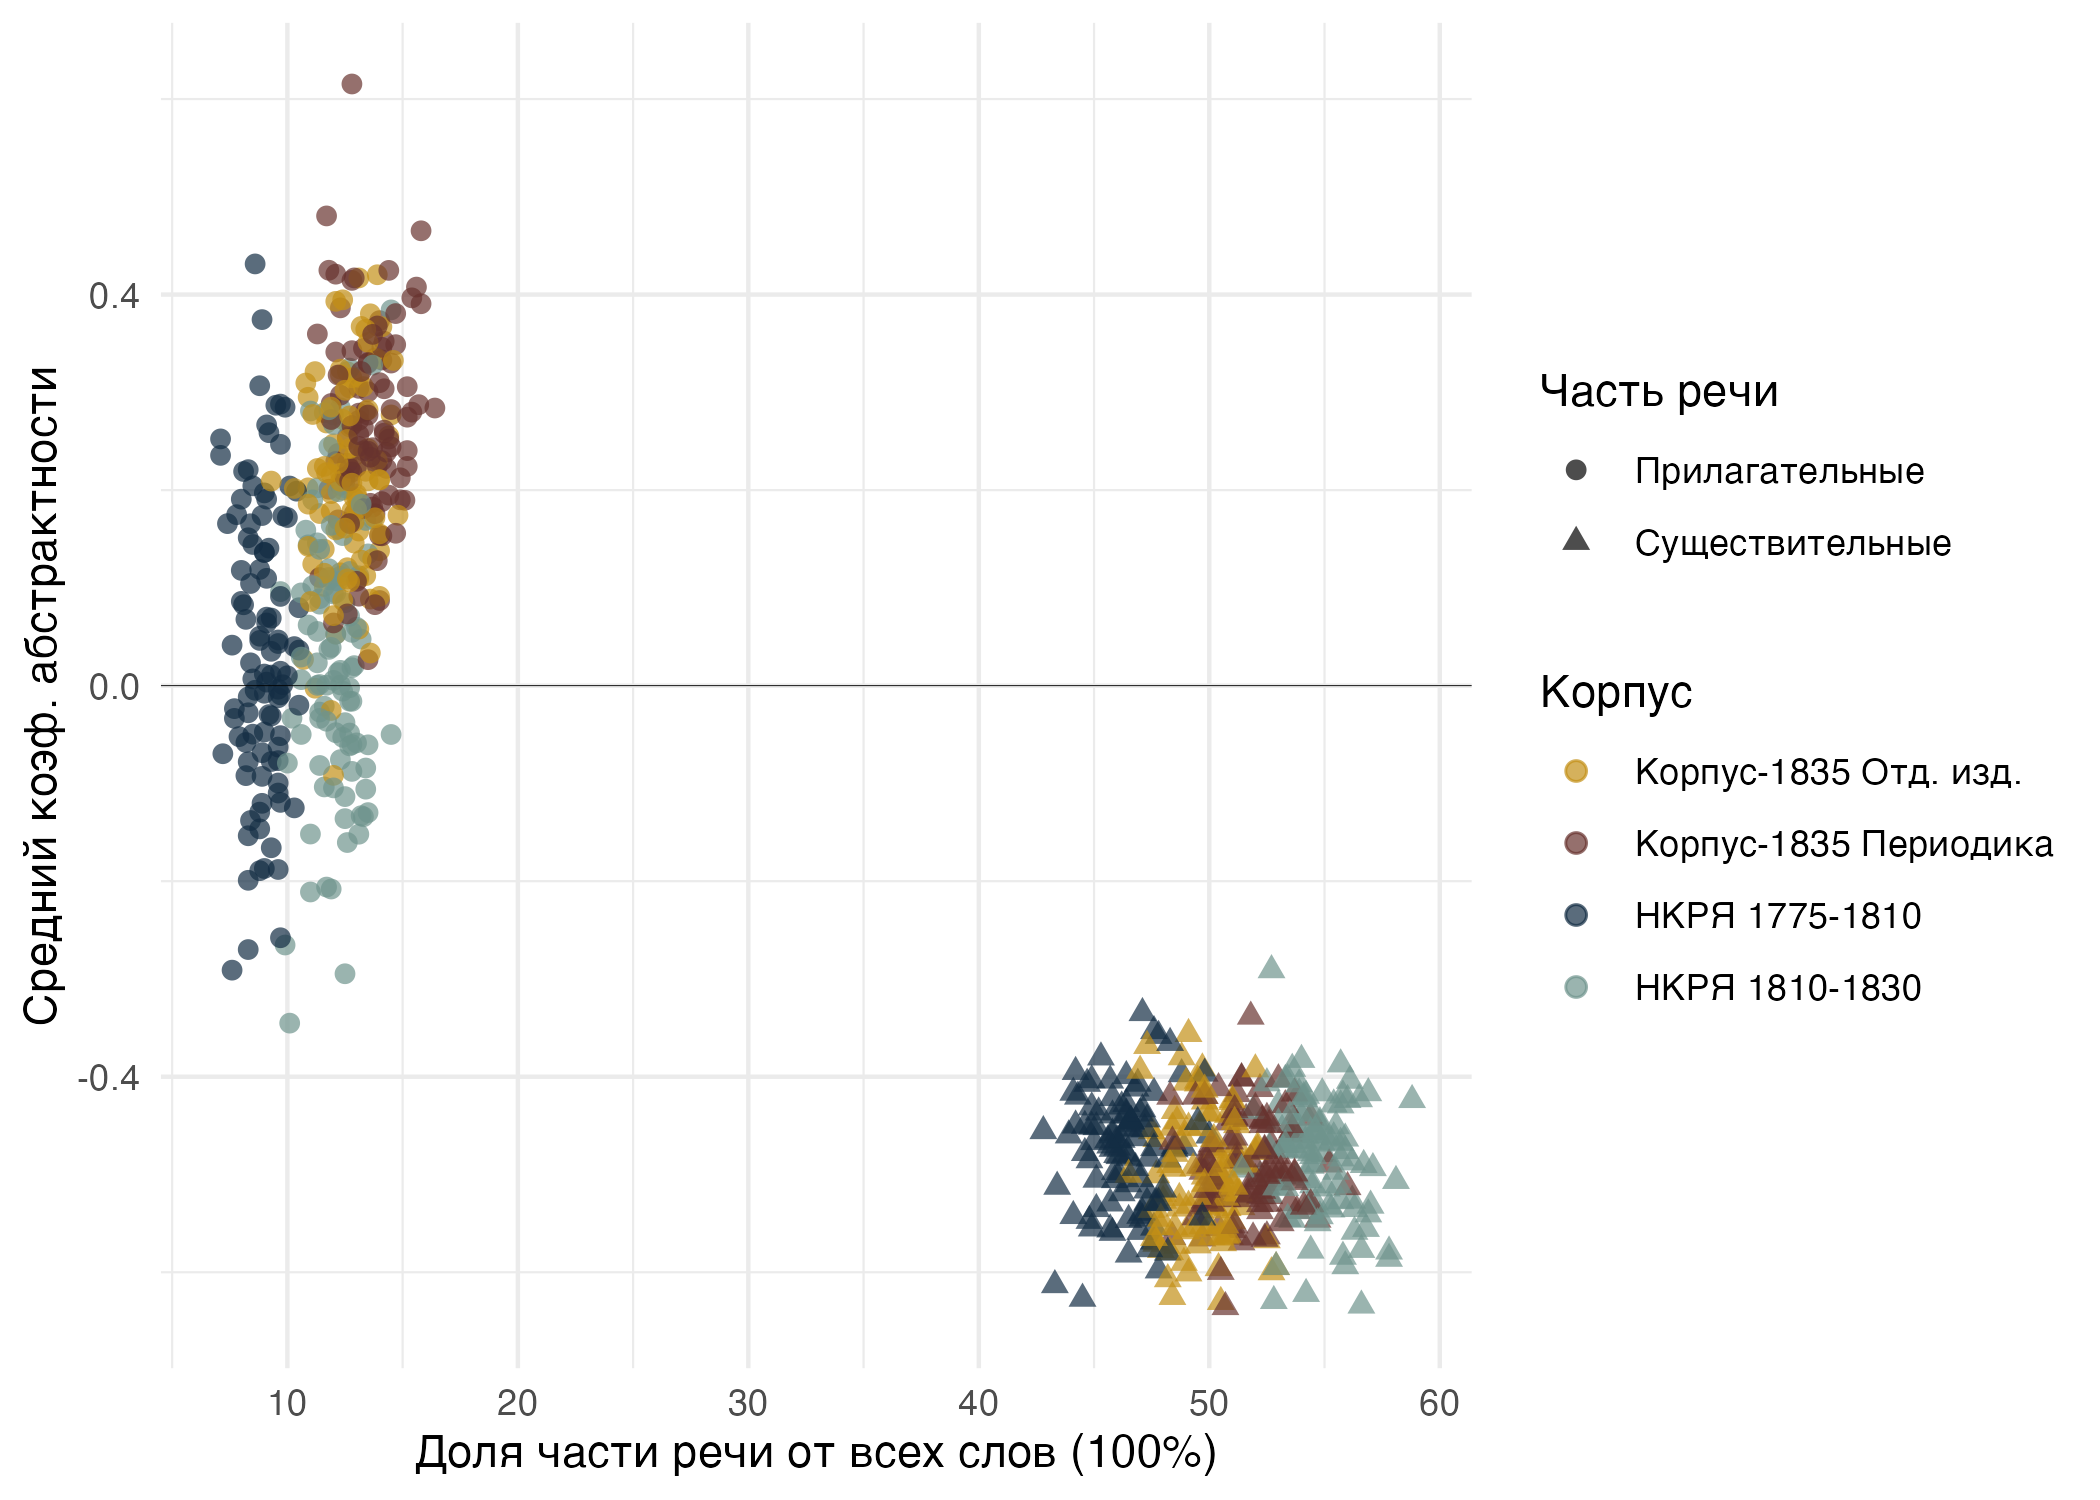 Средний коэф. абстрактности
0.4
0.0
-0.4
10 20 30 40 50 60
Доля части речи от всех слов (100%)
Часть речи
Прилагательные
Существительные
Корпус
Корпус-1835 Отд. изд.
Корпус-1835 Периодика
НКРЯ 1775-1810
НКРЯ 1810-1830